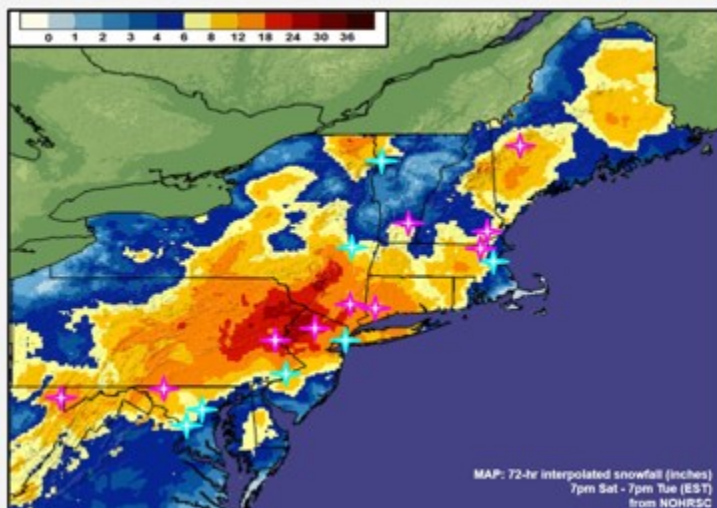 0 1 2 3 4 6 8 12 18 24 30 36
MAP: 72-hr interpolated snowfall (inches)
7pm Sat - 7pm Tue (EST)
from NOHRSC